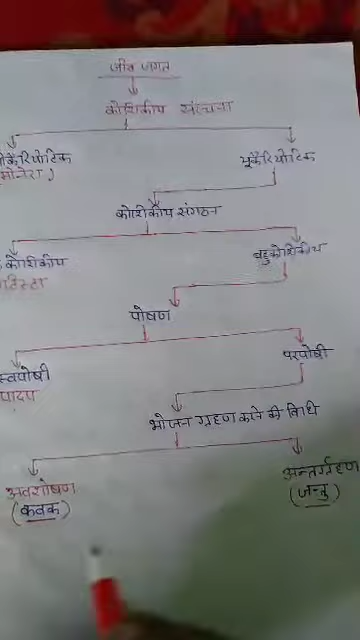 जीव जगत
कोशिकीय संरचना
ोकैरियोटिक
यूकैरियोटिक
मोनेरा)
कोशिकीय संगठन
कोशिकीय
बहुकोशिकीय
टिस्टा
पोषण
स्वपोषी
परपोषी
पादप
भोजन ग्रहण करने की विधि
अवशोषण
अन्तर्ग्रहण
(कवक)
(जन्तु)